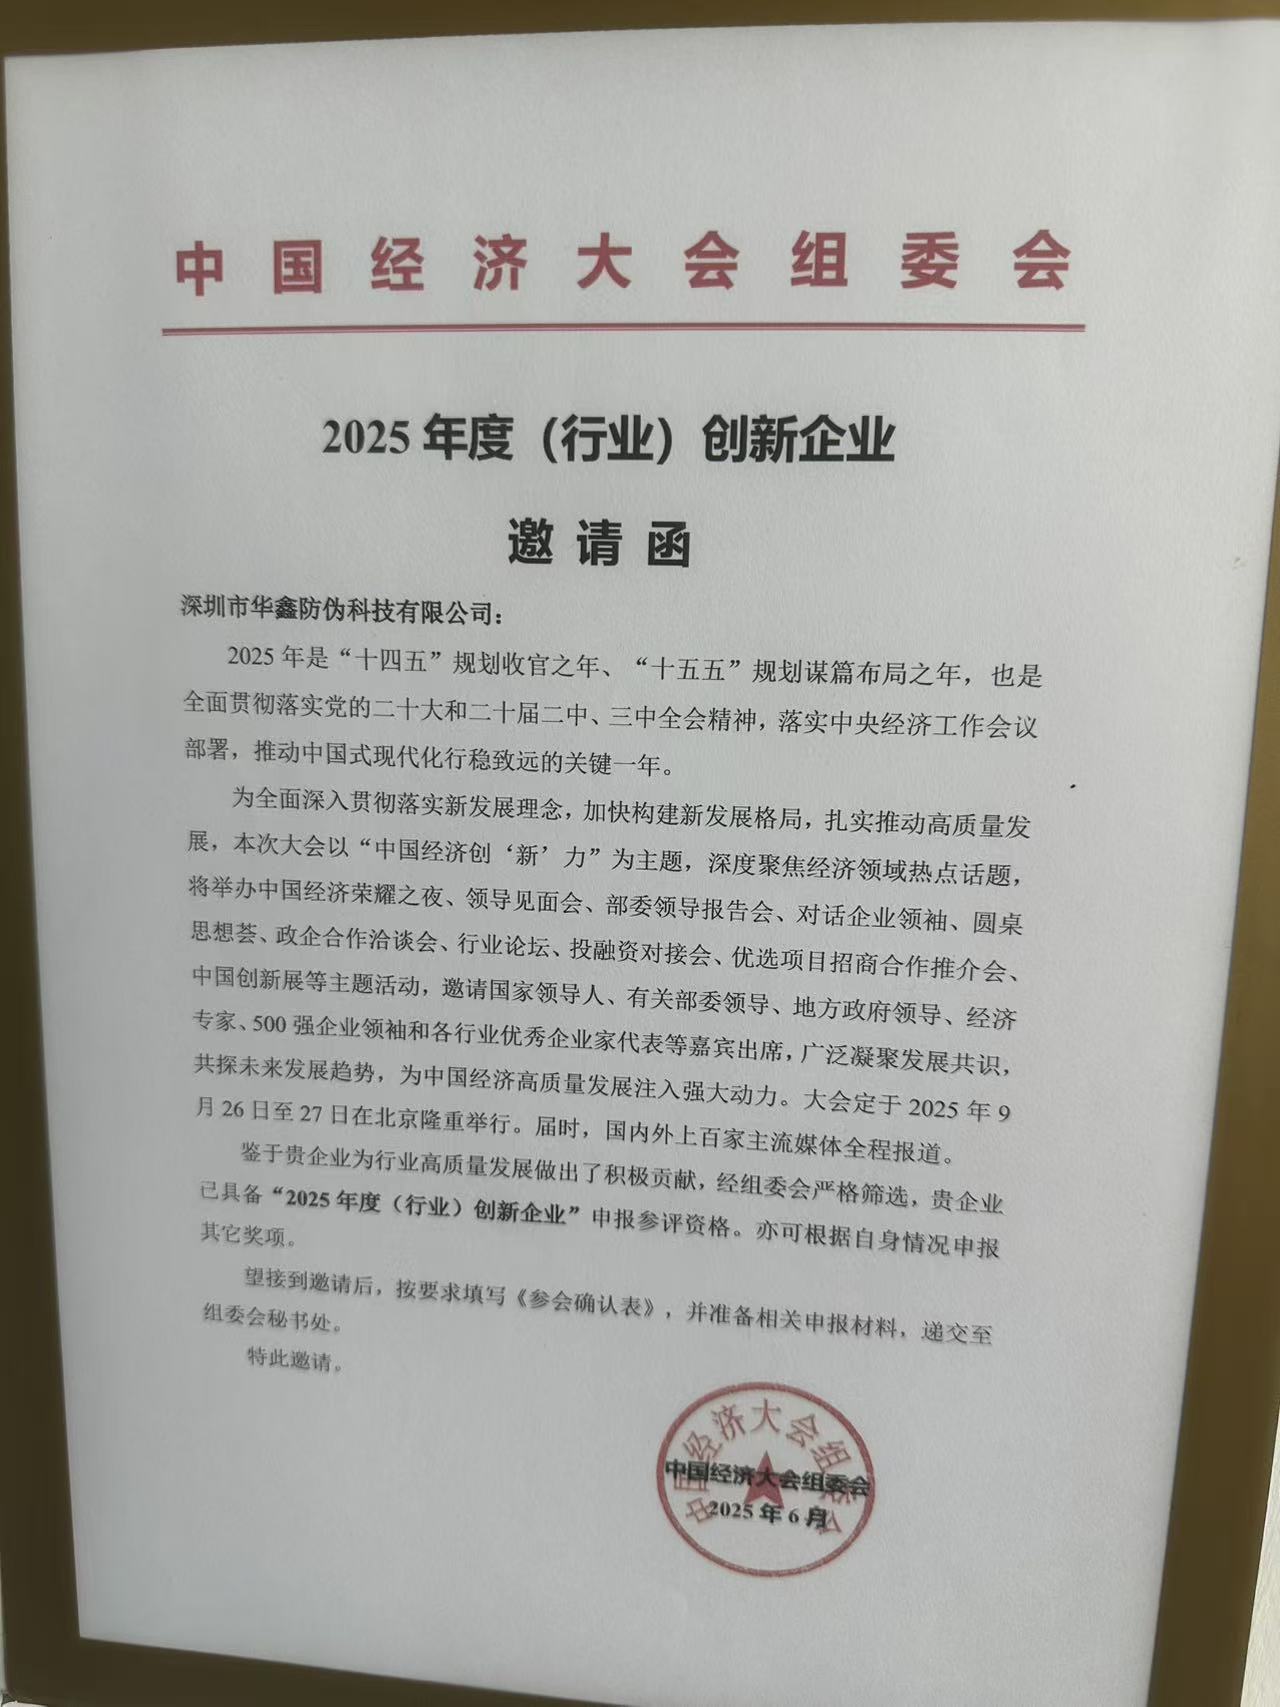 中国经济大会组委会
2025年度（行业）创新企业
邀请函
深圳市华鑫防伪科技有限公司：
2025年是“十四五”规划收官之年、“十五五”规划谋篇布局之年，也是
全面贯彻落实党的二十大和二十届二中、三中全会精神，落实中央经济工作会议
部署，推动中国式现代化行稳致远的关键一年。
为全面深入贯彻落实新发展理念，加快构建新发展格局，扎实推动高质量发
展，本次大会以“中国经济创‘新’力”为主题，深度聚焦经济领域热点话题，
将举办中国经济荣耀之夜、领导见面会、部委领导报告会、对话企业领袖、圆桌
思想荟、政企合作洽谈会、行业论坛、投融资对接会、优选项目招商合作推介会、
中国创新展等主题活动，邀请国家领导人、有关部委领导、地方政府领导、经济
专家、500强企业领袖和各行业优秀企业家代表等嘉宾出席，广泛凝聚发展共识，
共探未来发展趋势，为中国经济高质量发展注入强大动力。大会定于2025年9
月26日至27日在北京隆重举行。届时，国内外上百家主流媒体全程报道。
鉴于贵企业为行业高质量发展做出了积极贡献，经组委会严格筛选，贵企业
已具备“2025年度（行业）创新企业”申报参评资格。亦可根据自身情况申报
其它奖项。
望接到邀请后，按要求填写《参会确认表》，并准备相关申报材料，递交至
组委会秘书处。
特此邀请。
中国经济大会组委会
中国经济大会组委会
2025年6月